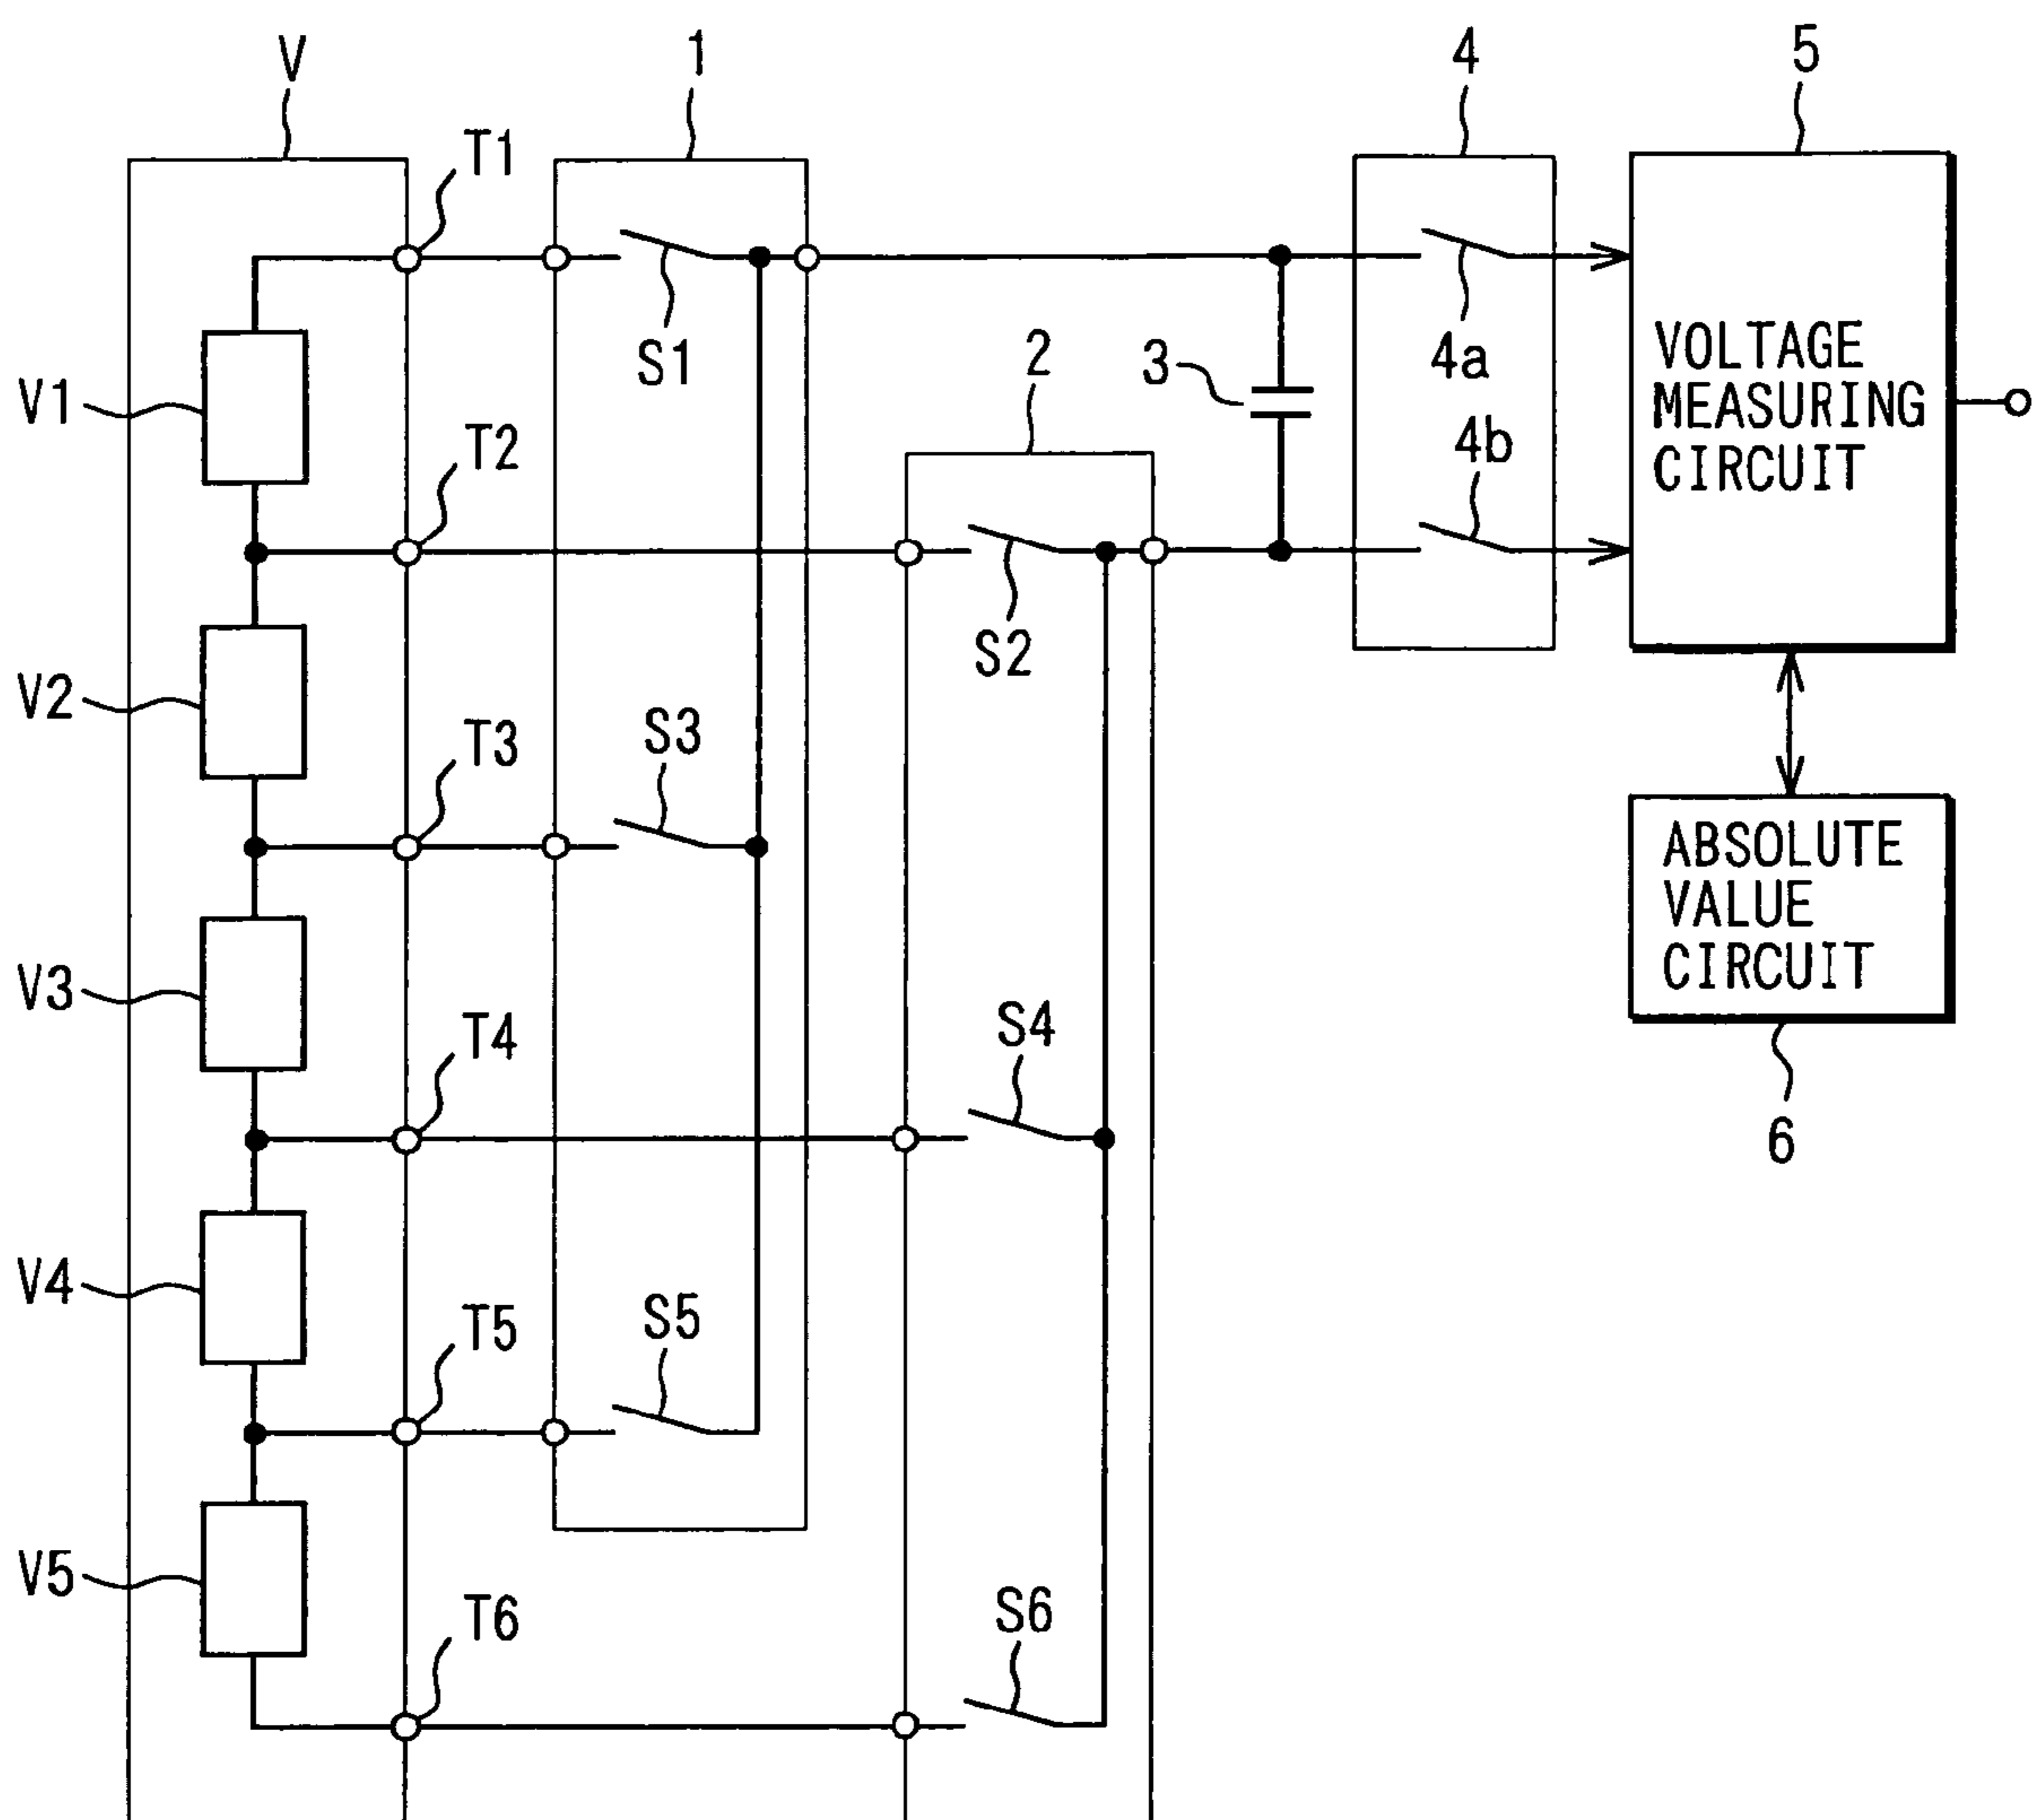 V
1
4
5
T1
S1
2
3
4a
VOLTAGE
MEASURING
CIRCUIT
V1
T2
4b
S2
V2
T3
S3
ABSOLUTE
VALUE
CIRCUIT
V3
T4
S4
6
V4
T5
S5
V5
T6
S6